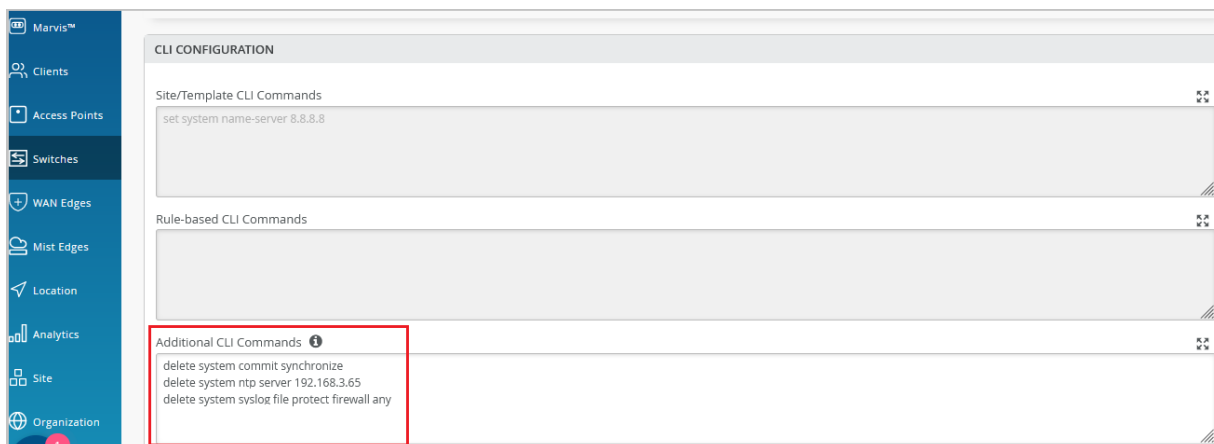 Marvis™
Clients
Access Points
Switches
WAN Edges
Mist Edges
Location
Analytics
Site
Organization
CLI CONFIGURATION
Site/Template CLI Commands
set system name-server 8.8.8.8
Rule-based CLI Commands
Additional CLI Commands
delete system commit synchronize
delete system ntp server 192.168.3.65
delete system syslog file protect firewall any